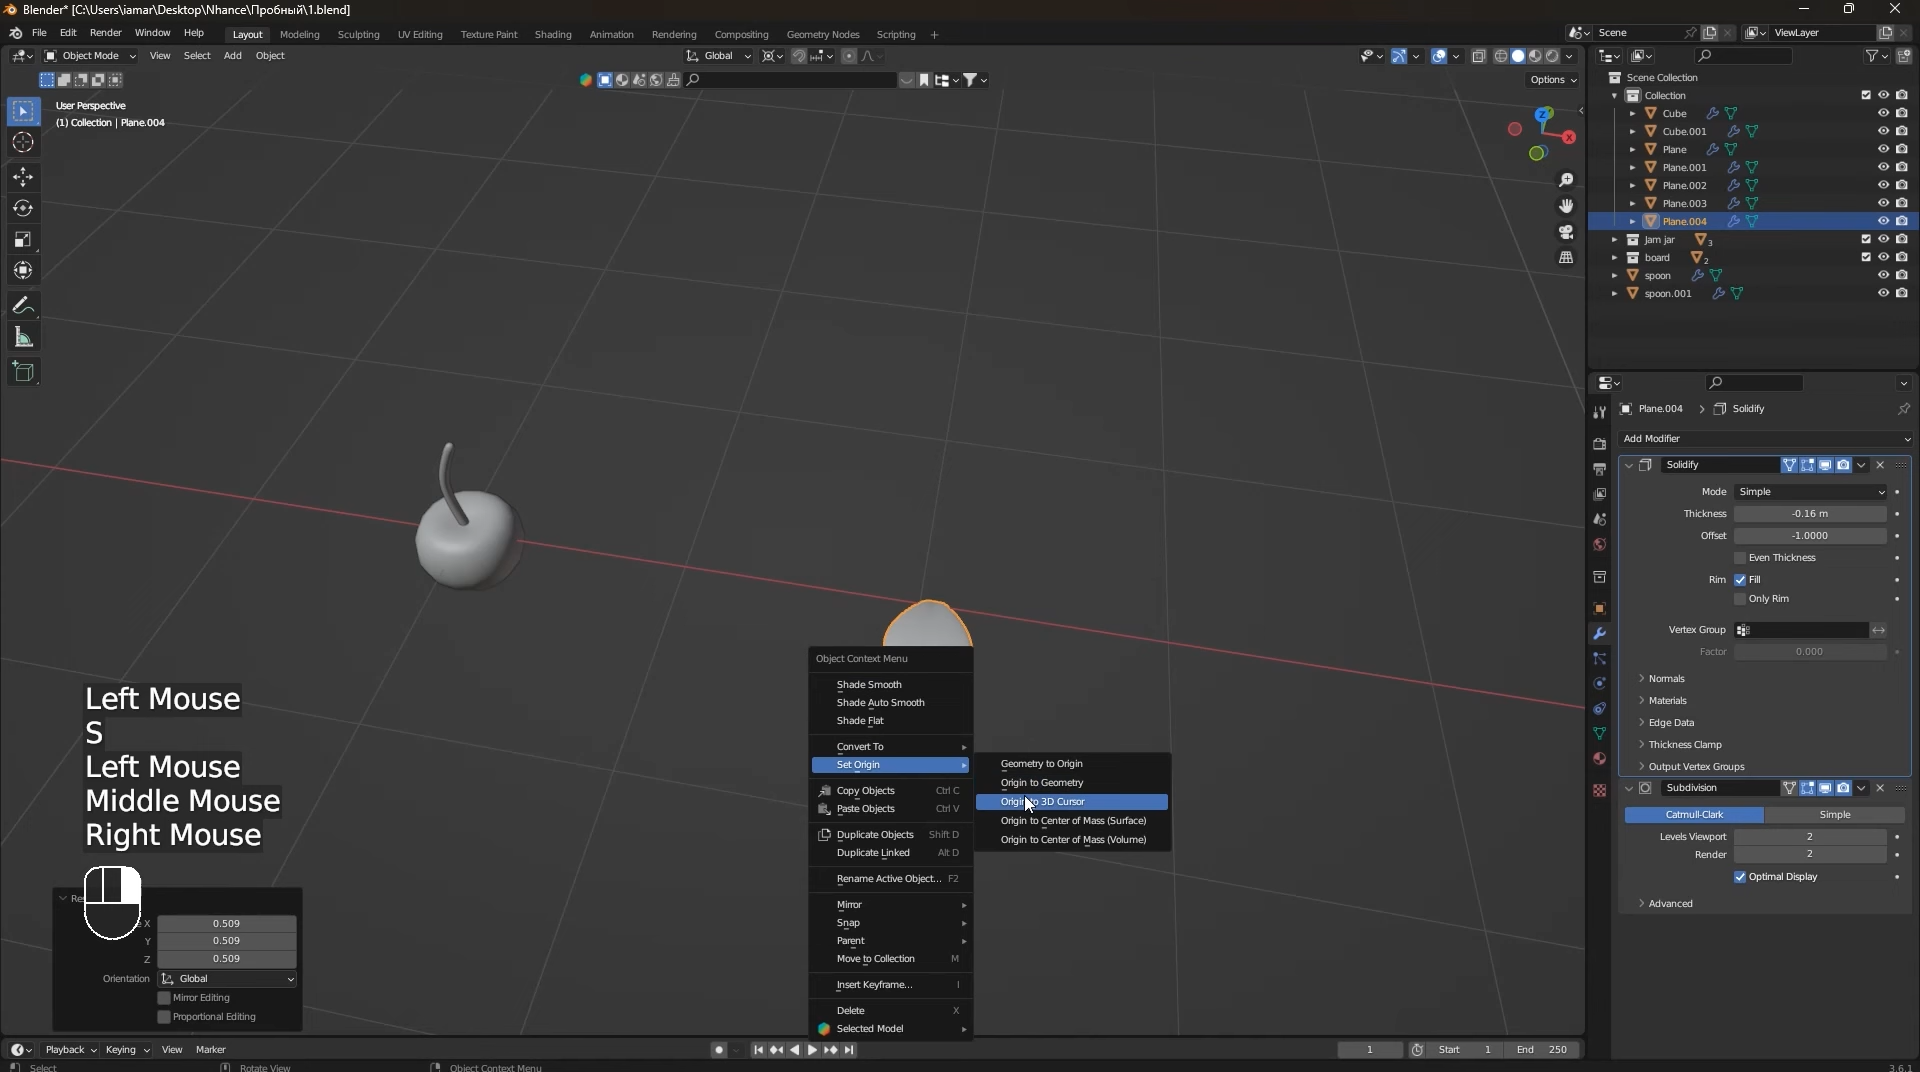 Blender* [C:\Users\iamar\Desktop\Nhance\Пробный\1.blend]
File Edit Render Window Help
Layout Modeling Sculpting UV Editing Texture Paint Shading Animation Rendering Compositing Geometry Nodes Scripting +
Scene
ViewLayer
Object Mode View Select Add Object
Global
Options
User Perspective
(1) Collection | Plane.004
Z
X
Scene Collection
Collection
Cube
Cube.001
Plane
Plane.001
Plane.002
Plane.003
Plane.004
Jam jar 3
board 2
spoon
spoon.001
Plane.004 > Solidify
Add Modifier
Solidify
Mode Simple
Thickness -0.16 m
Offset -1.0000
Even Thickness
Rim Fill
Only Rim
Vertex Group
Factor 0.000
Normals
Materials
Edge Data
Thickness Clamp
Output Vertex Groups
Subdivision
Catmull-Clark Simple
Levels Viewport 2
Render 2
Optimal Display
Advanced
Object Context Menu
Shade Smooth
Shade Auto Smooth
Shade Flat
Convert To
Set Origin
Copy Objects Ctrl C
Paste Objects Ctrl V
Duplicate Objects Shift D
Duplicate Linked Alt D
Rename Active Object... F2
Mirror
Snap
Parent
Move to Collection M
Insert Keyframe... I
Delete X
Selected Model
Geometry to Origin
Origin to Geometry
Origin to 3D Cursor
Origin to Center of Mass (Surface)
Origin to Center of Mass (Volume)
Left Mouse
S
Left Mouse
Middle Mouse
Right Mouse
X 0.509
Y 0.509
Z 0.509
Orientation Global
Mirror Editing
Proportional Editing
Playback Keying View Marker
1 Start 1 End 250
Select Rotate View Object Context Menu 3.6.1